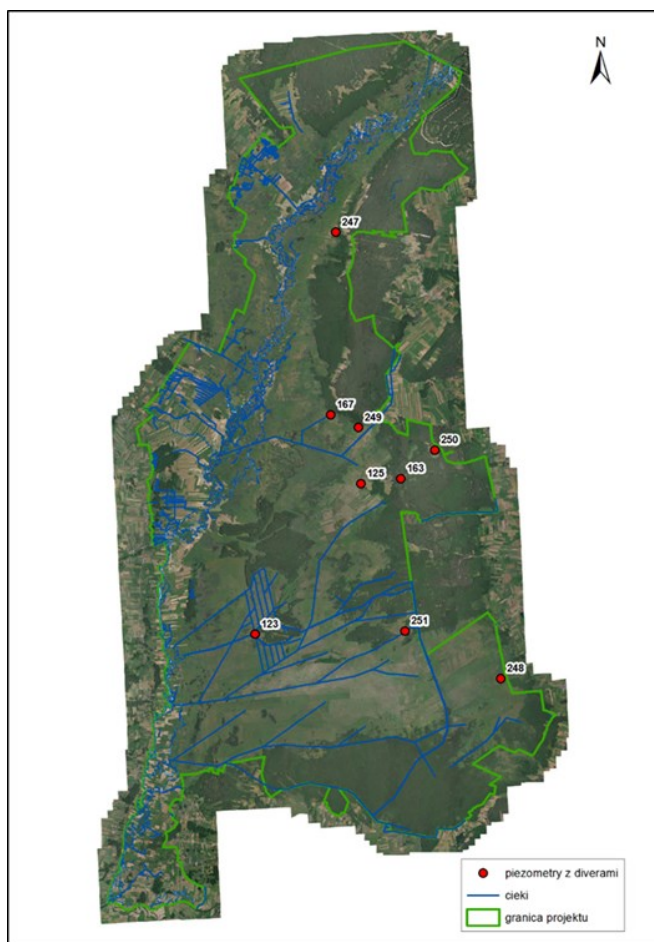 N
247
167
249
250
163
125
123
251
248
piezometry z diverami
cieki
granica projektu